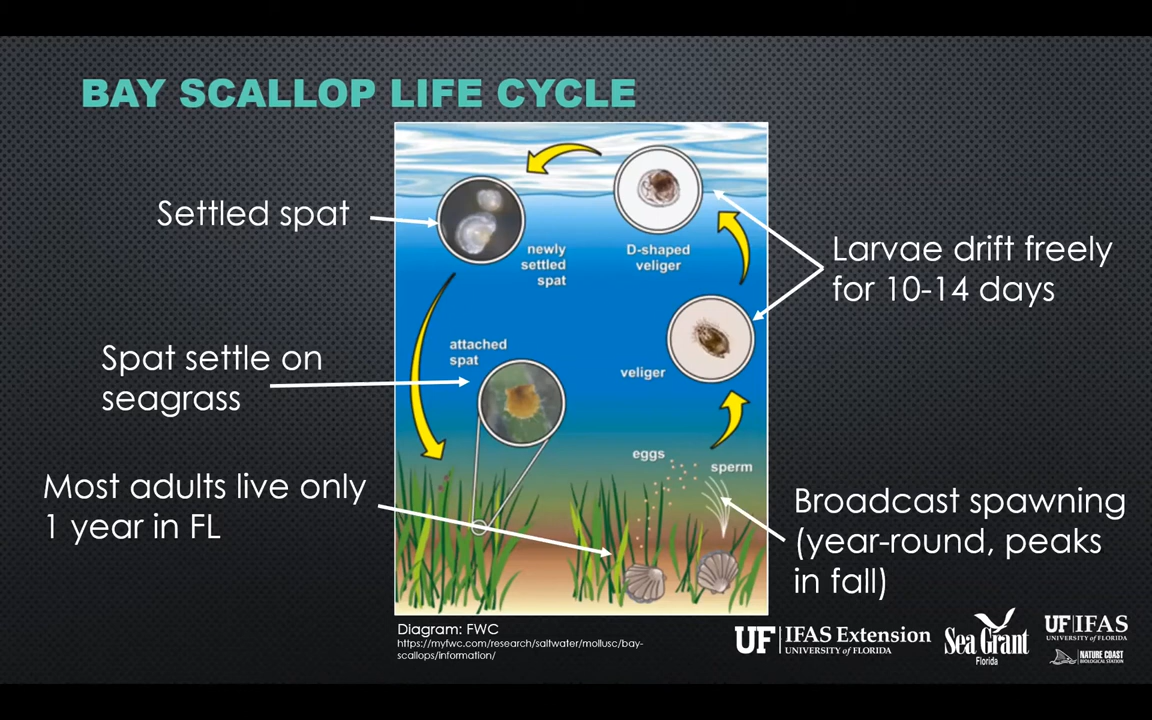 BAY SCALLOP LIFE CYCLE
Settled spat
newly
settled
spat
D-shaped
veliger
Larvae drift freely
for 10-14 days
Spat settle on
seagrass
attached
spat
veliger
eggs
sperm
Most adults live only
1 year in FL
Broadcast spawning
(year-round, peaks
in fall)
Diagram: FWC
https://myfwc.com/research/saltwater/mollusc/bay-
scallops/information/
UF IFAS Extension
UNIVERSITY of FLORIDA
Sea Grant
Florida
UF IFAS
UNIVERSITY of FLORIDA
NATURE COAST
BIOLOGICAL STATION